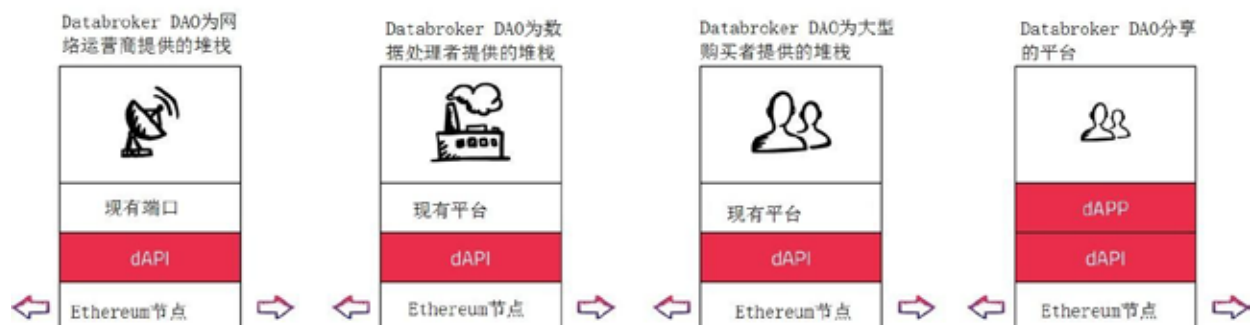 Databroker DAO为网
络运营商提供的堆栈
现有端口
dAPI
Ethereum节点
Databroker DAO为数
据处理者提供的堆栈
现有平台
dAPI
Ethereum节点
Databroker DAO为大型
购买者提供的堆栈
现有平台
dAPI
Ethereum节点
Databroker DAO分享
的平台
dAPP
dAPI
Ethereum节点